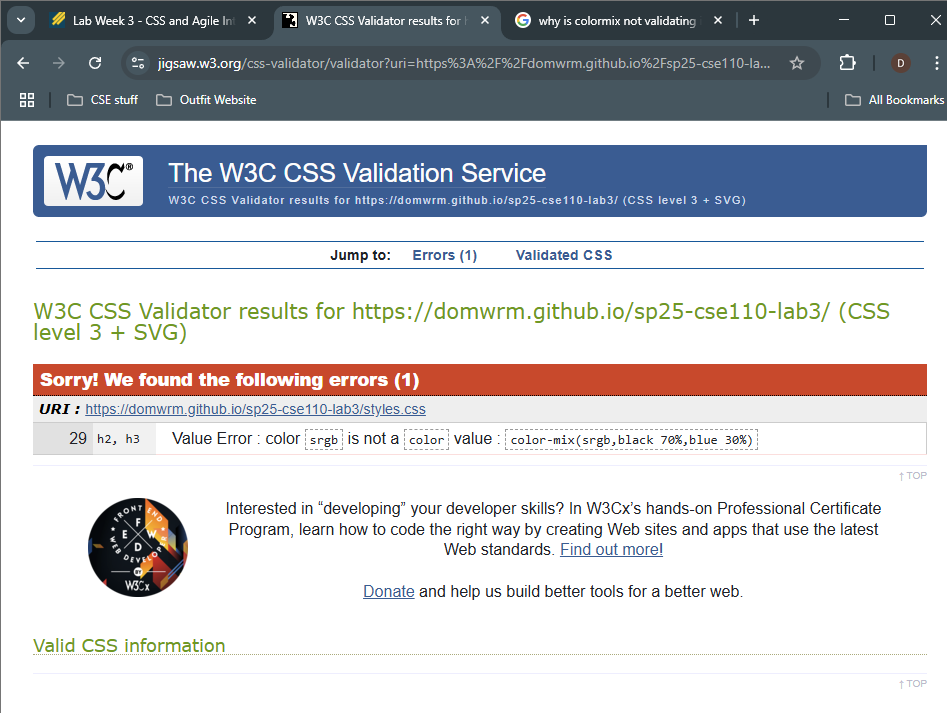 Lab Week 3 - CSS and Agile Int
W3C CSS Validator results for h
why is colormix not validating
jigsaw.w3.org/css-validator/validator?uri=https%3A%2F%2Fdomwrm.github.io%2Fsp25-cse110-la...
D
CSE stuff
Outfit Website
All Bookmarks
W3C®
The W3C CSS Validation Service
W3C CSS Validator results for https://domwrm.github.io/sp25-cse110-lab3/ (CSS level 3 + SVG)
Jump to: Errors (1) Validated CSS
W3C CSS Validator results for https://domwrm.github.io/sp25-cse110-lab3/ (CSS
level 3 + SVG)
Sorry! We found the following errors (1)
URI : https://domwrm.github.io/sp25-cse110-lab3/styles.css
29 h2, h3 Value Error : color srgb is not a color value : color-mix(srgb,black 70%,blue 30%)
↑ TOP
FRONT END
F
E W
D
WEB DEVELOPER
BY
W3Cx
Interested in “developing” your developer skills? In W3Cx’s hands-on Professional Certificate
Program, learn how to code the right way by creating Web sites and apps that use the latest
Web standards. Find out more!
Donate and help us build better tools for a better web.
Valid CSS information
↑ TOP